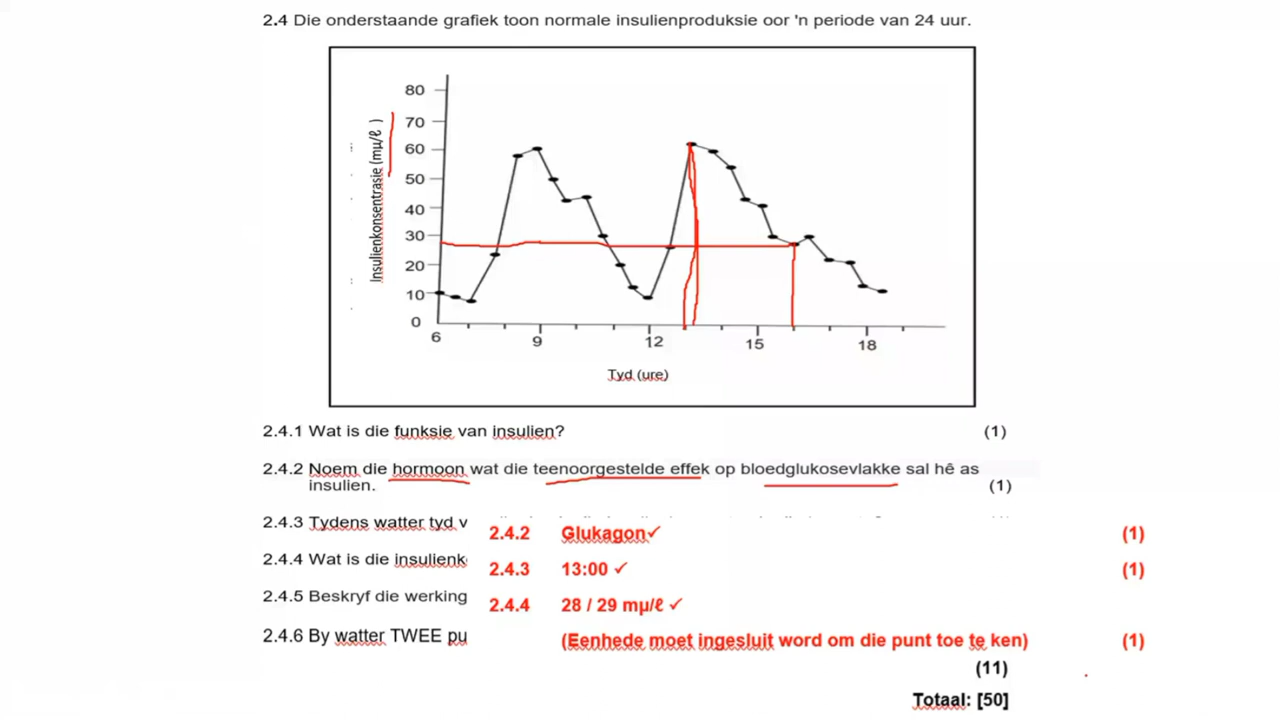 2.4 Die onderstaande grafiek toon normale insulienproduksie oor 'n periode van 24 uur.
80
70
60
50
40
30
20
10
0
Insulienkonsentrasie (mµ/ℓ )
6
9
12
15
18
Tyd (ure)
2.4.1 Wat is die funksie van insulien? (1)
2.4.2 Noem die hormoon wat die teenoorgestelde effek op bloedglukosevlakke sal hê as
insulien. (1)
2.4.3 Tydens watter tyd v
2.4.2 Glukagon✓ (1)
2.4.4 Wat is die
2.4.3 13:00 ✓ (1)
2.4.5 Beskryf die werking
2.4.4 28 / 29 mµ/ℓ ✓
2.4.6 By watter TWEE
(Eenhede moet ingesluit word om die punt toe te ken) (1)
(11)
Totaal: [50]